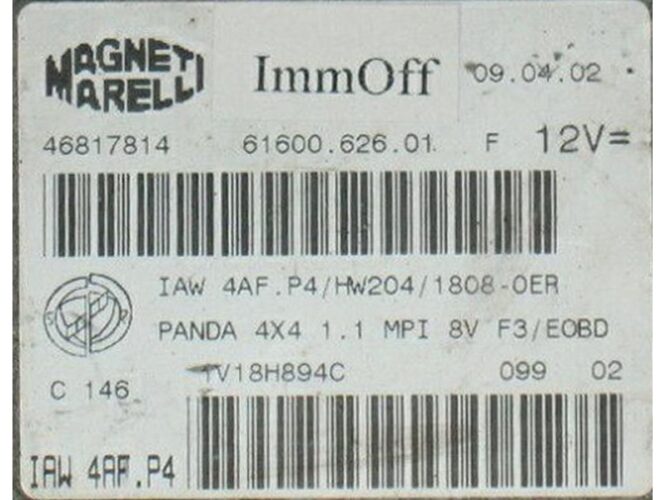 MAGNETI MARELLI ImmOff 09.04.02
46817814 61600.626.01 F 12V=
IAW 4AF.P4/HW204/1808-0ER
PANDA 4X4 1.1 MPI 8V F3/EOBD
C 146 TV18H894C 099 02
IAW 4AF.P4